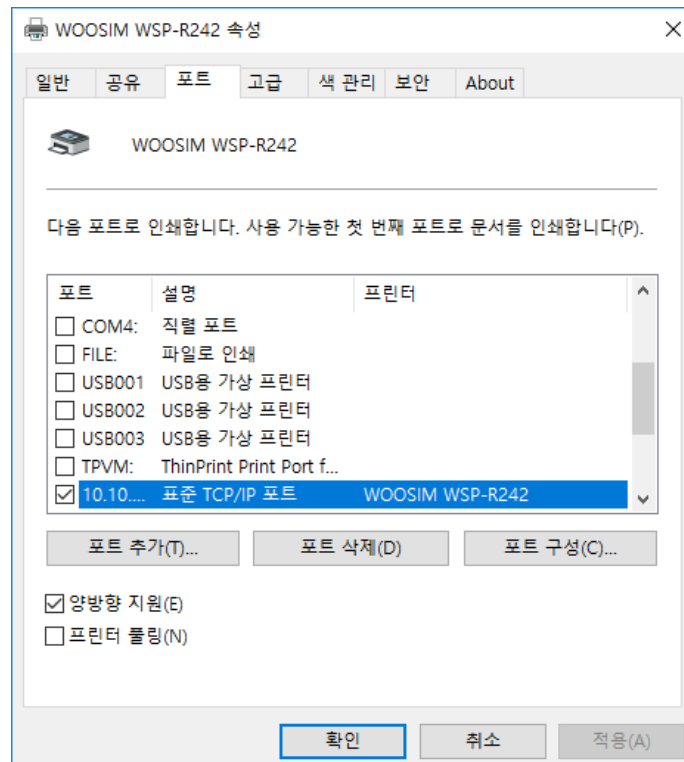 WOOSIM WSP-R242 속성
일반 공유 포트 고급 색 관리 보안 About
WOOSIM WSP-R242
다음 포트로 인쇄합니다. 사용 가능한 첫 번째 포트로 문서를 인쇄합니다(P).
포트 설명 프린터
COM4: 직렬 포트
FILE: 파일로 인쇄
USB001 USB용 가상 프린터
USB002 USB용 가상 프린터
USB003 USB용 가상 프린터
TPVM: ThinPrint Print Port f...
10.10.... 표준 TCP/IP 포트 WOOSIM WSP-R242
포트 추가(T)... 포트 삭제(D) 포트 구성(C)...
양방향 지원(E)
프린터 풀링(N)
확인 취소 적용(A)